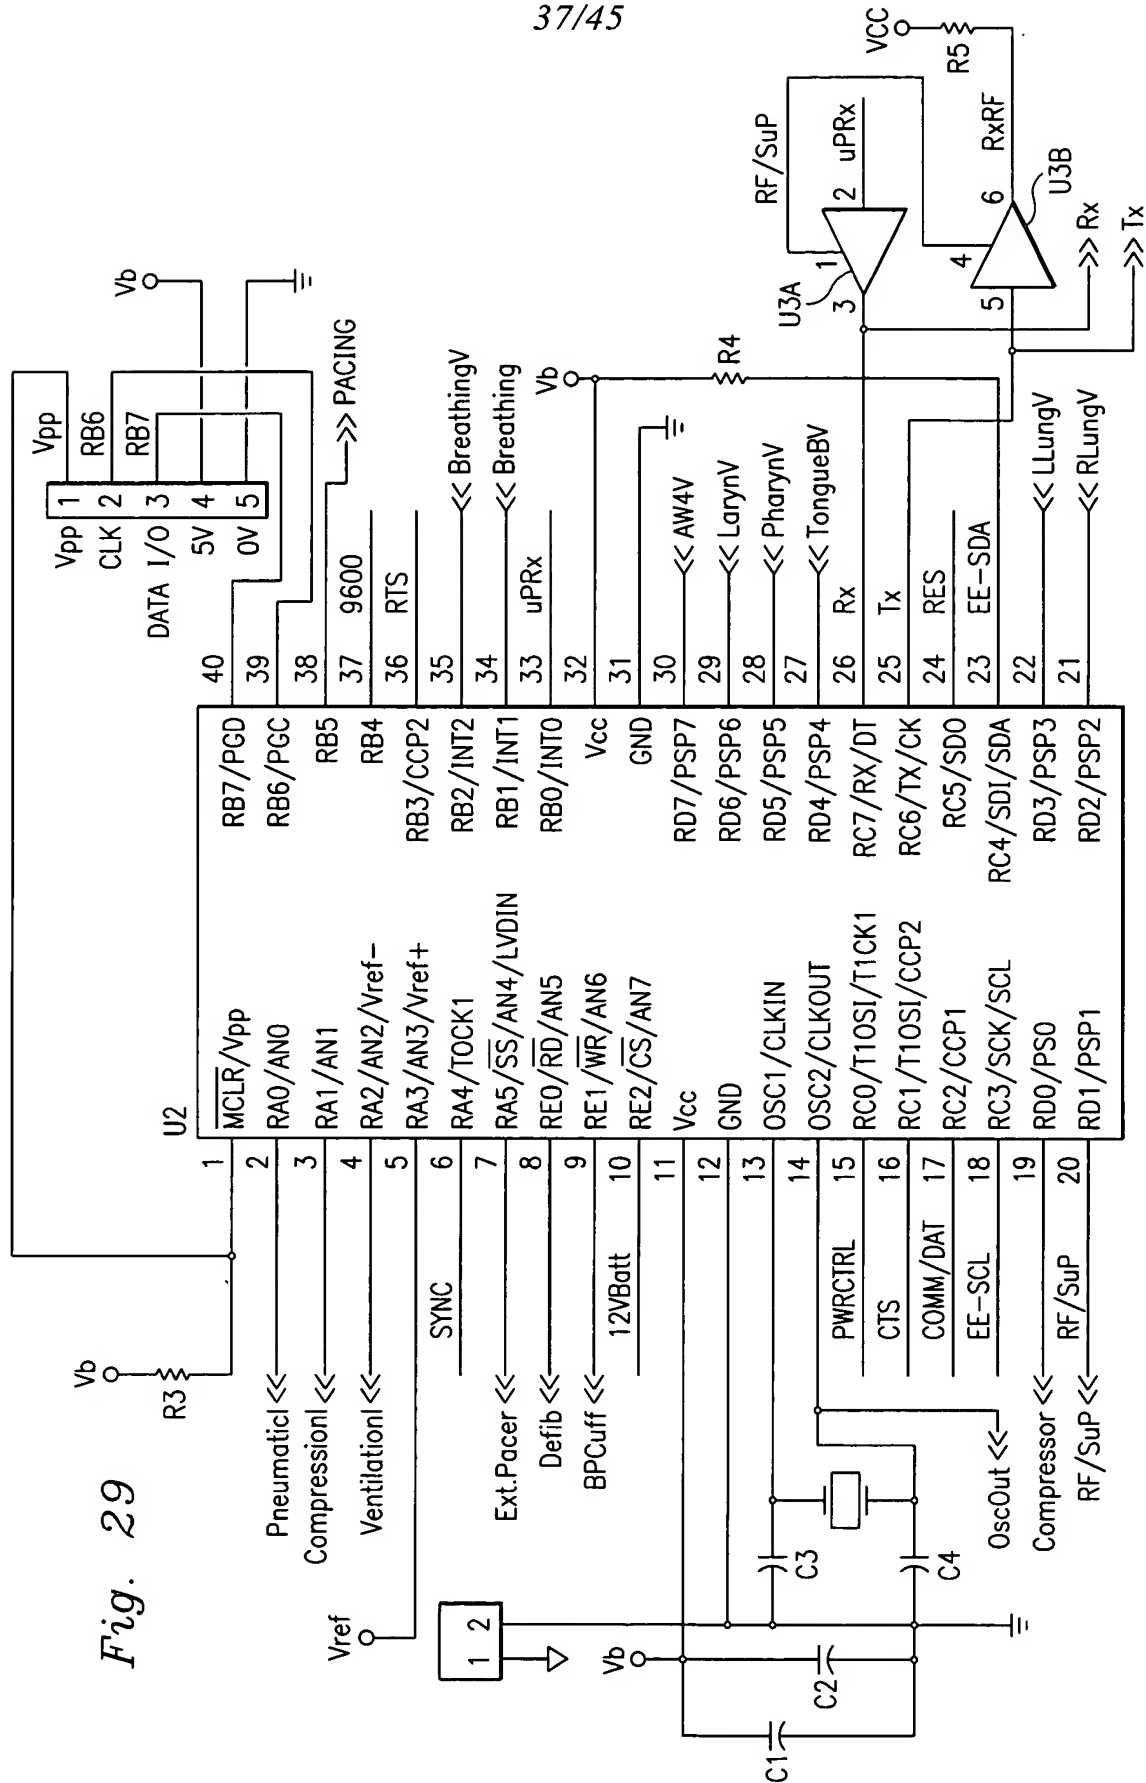 37/45
Fig. 29
U2
1 MCLR/Vpp
2 RA0/AN0
3 RA1/AN1
4 RA2/AN2/Vref-
5 RA3/AN3/Vref+
6 RA4/TOCK1
7 RA5/SS/AN4/LVDIN
8 RE0/RD/AN5
9 RE1/WR/AN6
10 RE2/CS/AN7
11 Vcc
12 GND
13 OSC1/CLKIN
14 OSC2/CLKOUT
15 RC0/T1OSI/T1CK1
16 RC1/T1OSI/CCP2
17 RC2/CCP1
18 RC3/SCK/SCL
19 RD0/PS0
20 RD1/PSP1
RB7/PGD 40
RB6/PGC 39
RB5 38
RB4 37
RB3/CCP2 36
RB2/INT2 35
RB1/INT1 34
RB0/INT0 33
Vcc 32
GND 31
RD7/PSP7 30
RD6/PSP6 29
RD5/PSP5 28
RD4/PSP4 27
RC7/RX/DT 26
RC6/TX/CK 25
RC5/SDO 24
RC4/SDI/SDA 23
RD3/PSP3 22
RD2/PSP2 21
Vb
R3
PneumaticI
CompressionI
VentilationI
Vref
SYNC
Ext.Pacer
Defib
BPCuff
12VBatt
1 2
Vb
C1
C2
C3
C4
OscOut
PWRCTRL
CTS
COMM/DAT
EE-SCL
Compressor
RF/SuP
RF/SuP
Vpp 1 Vpp
CLK 2 RB6
DATA I/O 3 RB7
5V 4
0V 5
Vb
PACING
9600
RTS
BreathingV
Breathing
uPRx
Vb
R4
AW4V
LarynV
PharynV
TongueBV
Rx
Tx
RES
EE-SDA
LLungV
RLungV
U3A
3
1
2
uPRx
RF/SuP
U3B
5
4
6
RxRF
R5
VCC
Rx
Tx